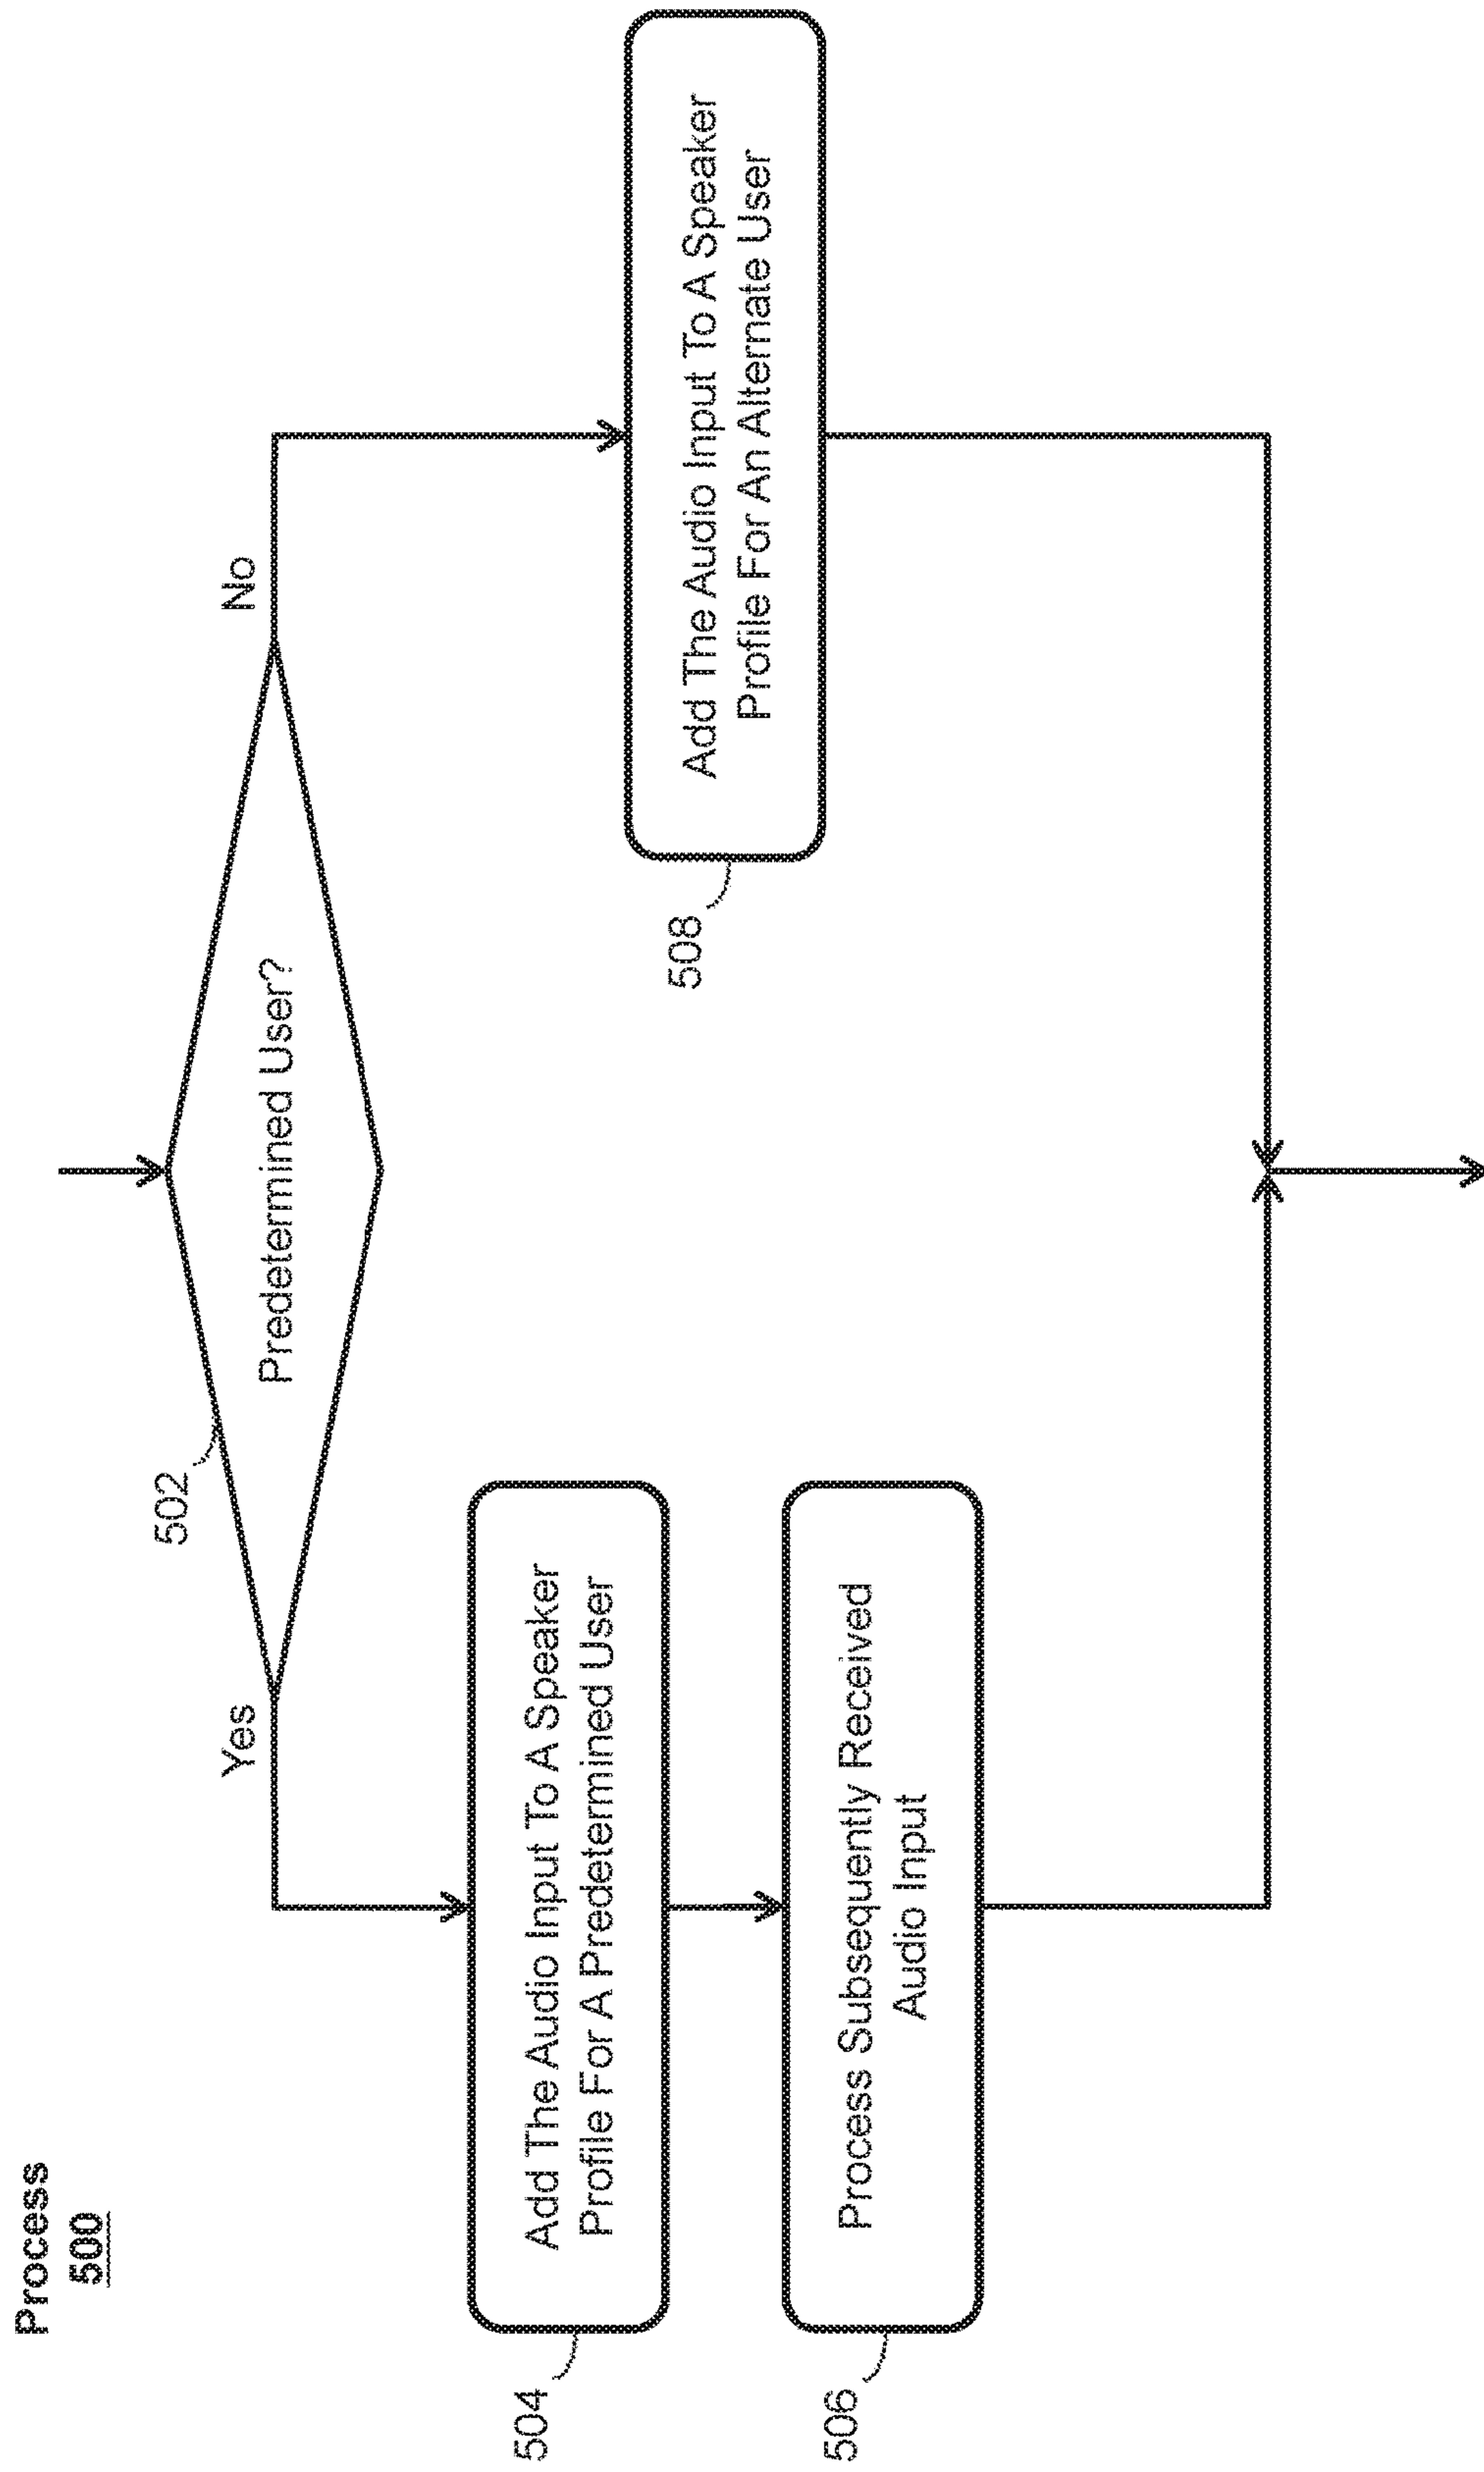 Process
500
502
Predetermined User?
Yes
No
504
Add The Audio Input To A Speaker
Profile For A Predetermined User
508
Add The Audio Input To A Speaker
Profile For An Alternate User
506
Process Subsequently Received
Audio Input